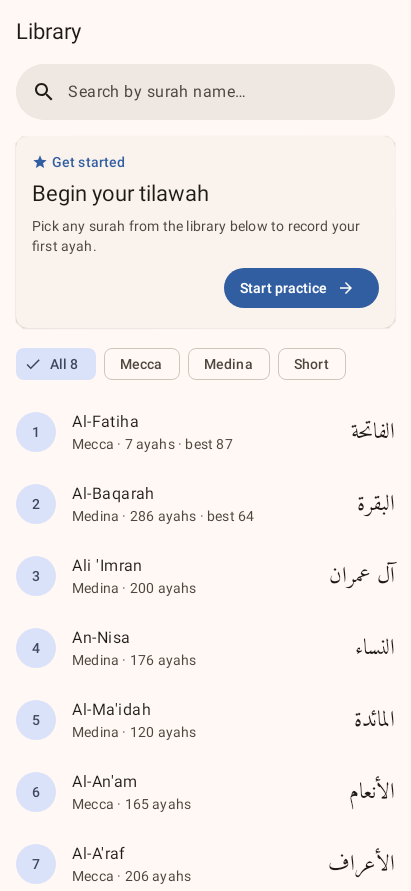 Library
Search by surah name…
Get started
Begin your tilawah
Pick any surah from the library below to record your
first ayah.
Start practice
All 8 Mecca Medina Short
1 Al-Fatiha الفاتحة
Mecca · 7 ayahs · best 87
2 Al-Baqarah البقرة
Medina · 286 ayahs · best 64
3 Ali 'Imran آل عمران
Medina · 200 ayahs
4 An-Nisa النساء
Medina · 176 ayahs
5 Al-Ma'idah المائدة
Medina · 120 ayahs
6 Al-An'am الأنعام
Mecca · 165 ayahs
7 Al-A'raf الأعراف
Mecca · 206 ayahs